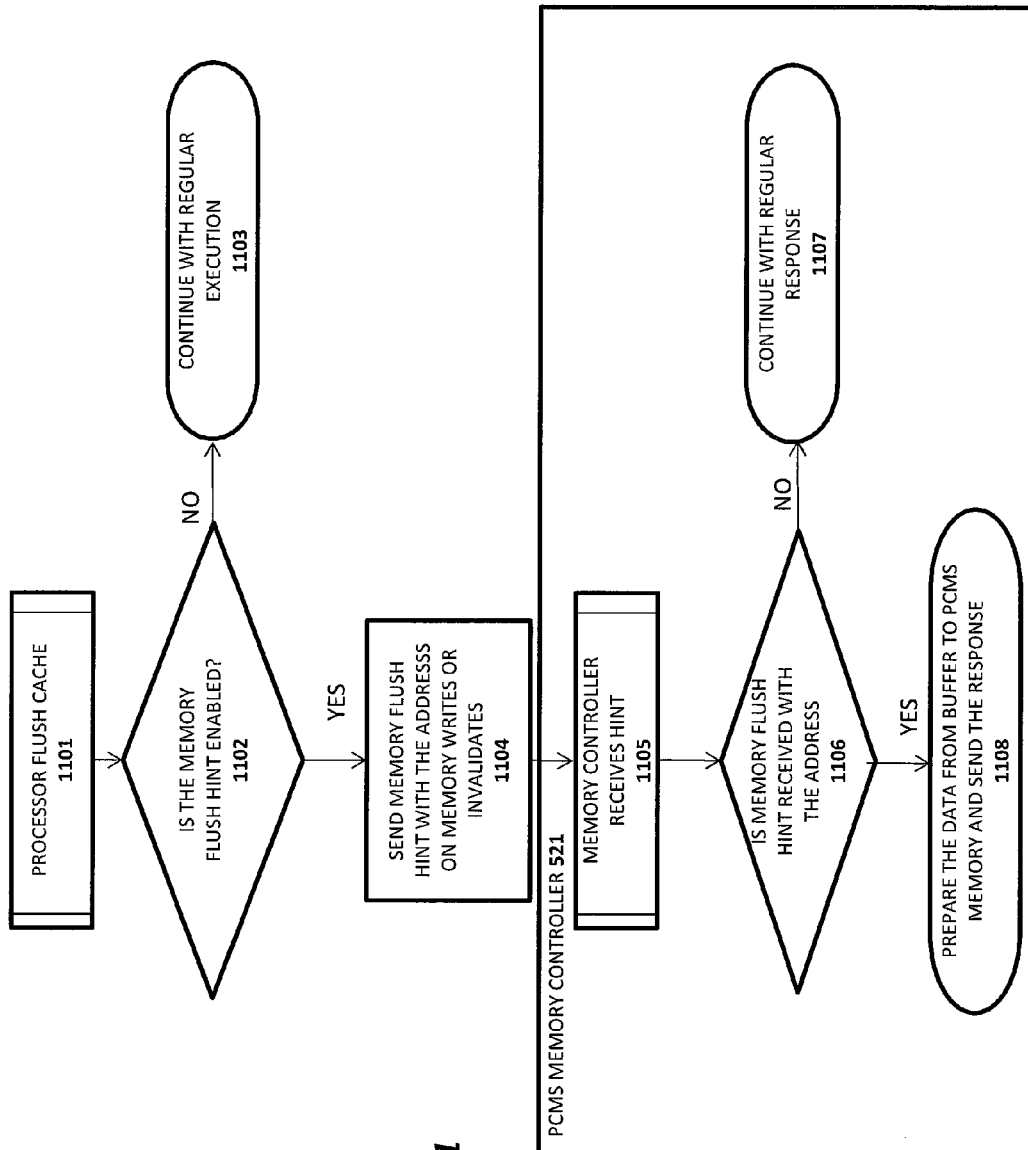 PROCESSOR FLUSH CACHE
1101
IS THE MEMORY
FLUSH HINT ENABLED?
1102
NO
CONTINUE WITH REGULAR
EXECUTION
1103
YES
SEND MEMORY FLUSH
HINT WITH THE ADDRESSS
ON MEMORY WRITES OR
INVALIDATES
1104
PCMS MEMORY CONTROLLER 521
MEMORY CONTROLLER
RECEIVES HINT
1105
IS MEMORY FLUSH
HINT RECEIVED WITH
THE ADDRESS
1106
NO
CONTINUE WITH REGULAR
RESPONSE
1107
YES
PREPARE THE DATA FROM BUFFER TO PCMS
MEMORY AND SEND THE RESPONSE
1108